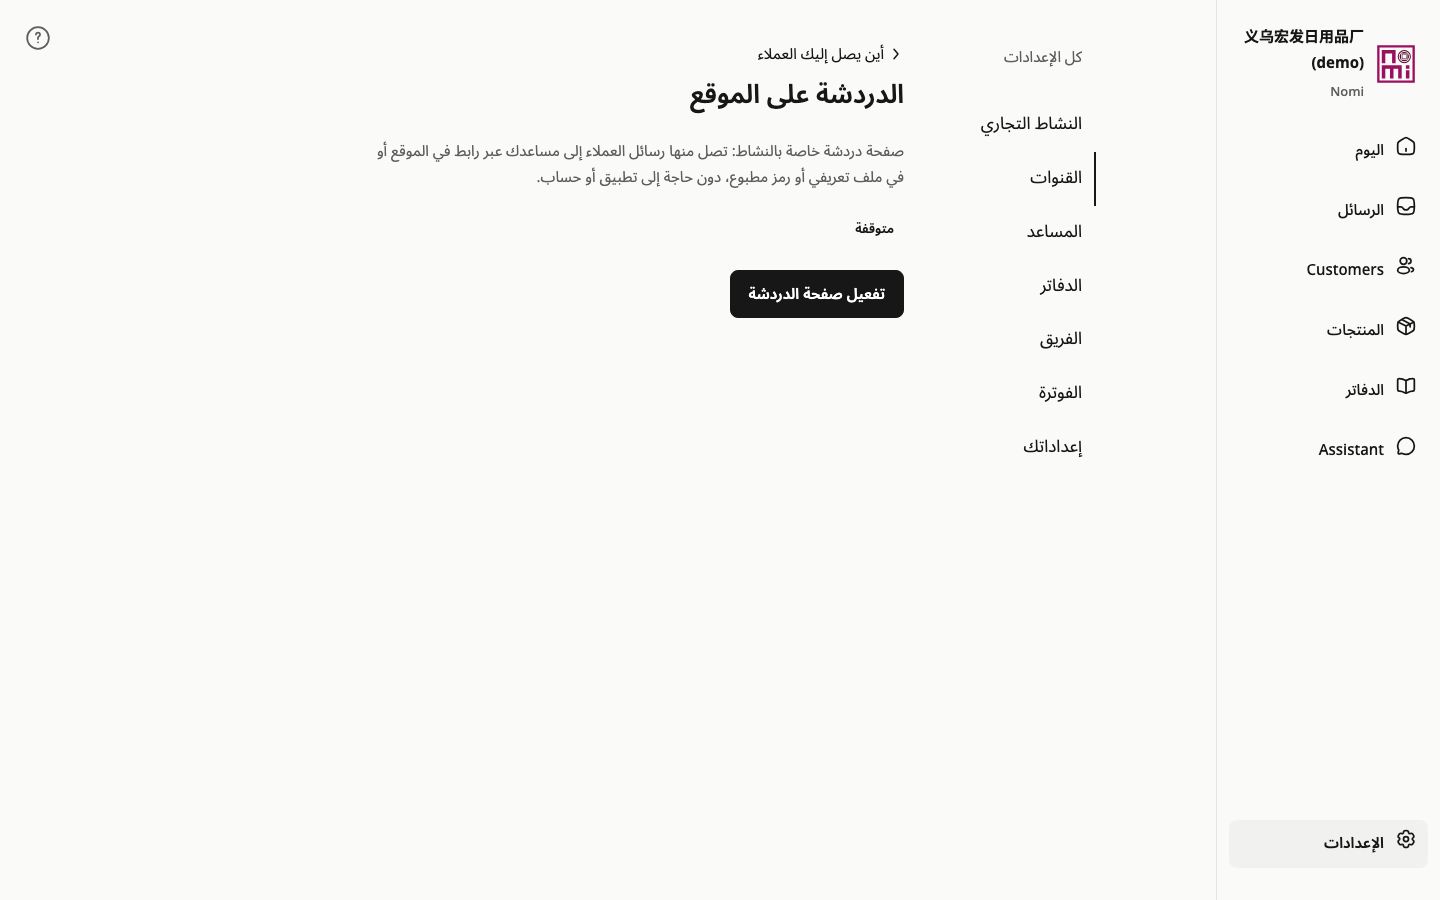 义乌宏发日用品厂
(demo)
Nomi
اليوم
الرسائل
Customers
المنتجات
الدفاتر
Assistant
الإعدادات
كل الإعدادات
النشاط التجاري
القنوات
المساعد
الدفاتر
الفريق
الفوترة
إعداداتك
أين يصل إليك العملاء
الدردشة على الموقع
صفحة دردشة خاصة بالنشاط: تصل منها رسائل العملاء إلى مساعدك عبر رابط في الموقع أو
في ملف تعريفي أو رمز مطبوع، دون حاجة إلى تطبيق أو حساب.
متوقفة
تفعيل صفحة الدردشة
?